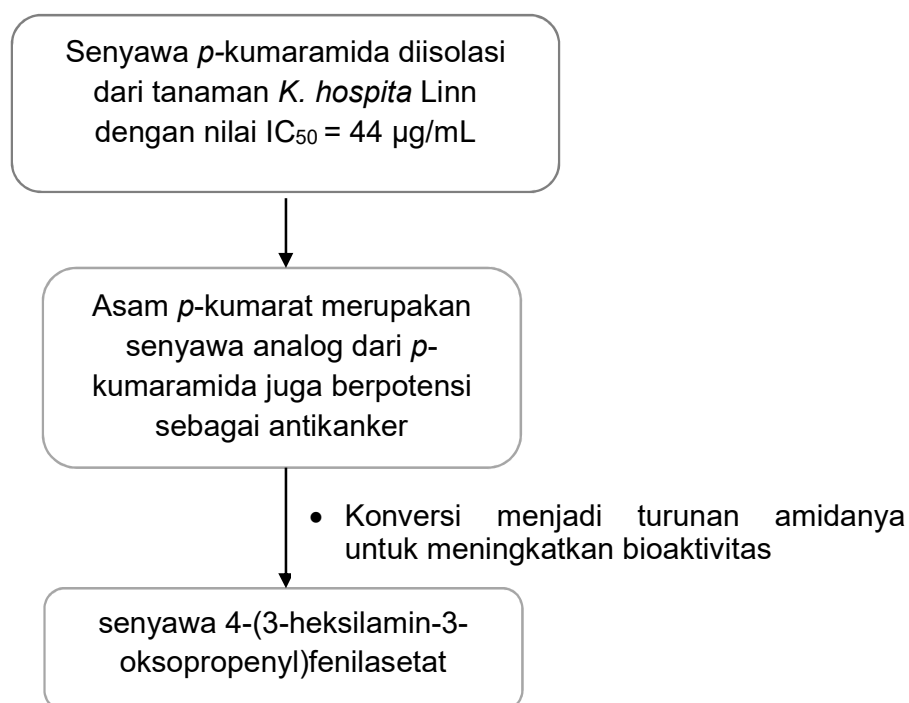 Senyawa p-kumaramida diisolasi
dari tanaman K. hospita Linn
dengan nilai IC50 = 44 µg/mL
Asam p-kumarat merupakan
senyawa analog dari p-
kumaramida juga berpotensi
sebagai antikanker
• Konversi menjadi turunan amidanya
untuk meningkatkan bioaktivitas
senyawa 4-(3-heksilamin-3-
oksopropenyl)fenilasetat